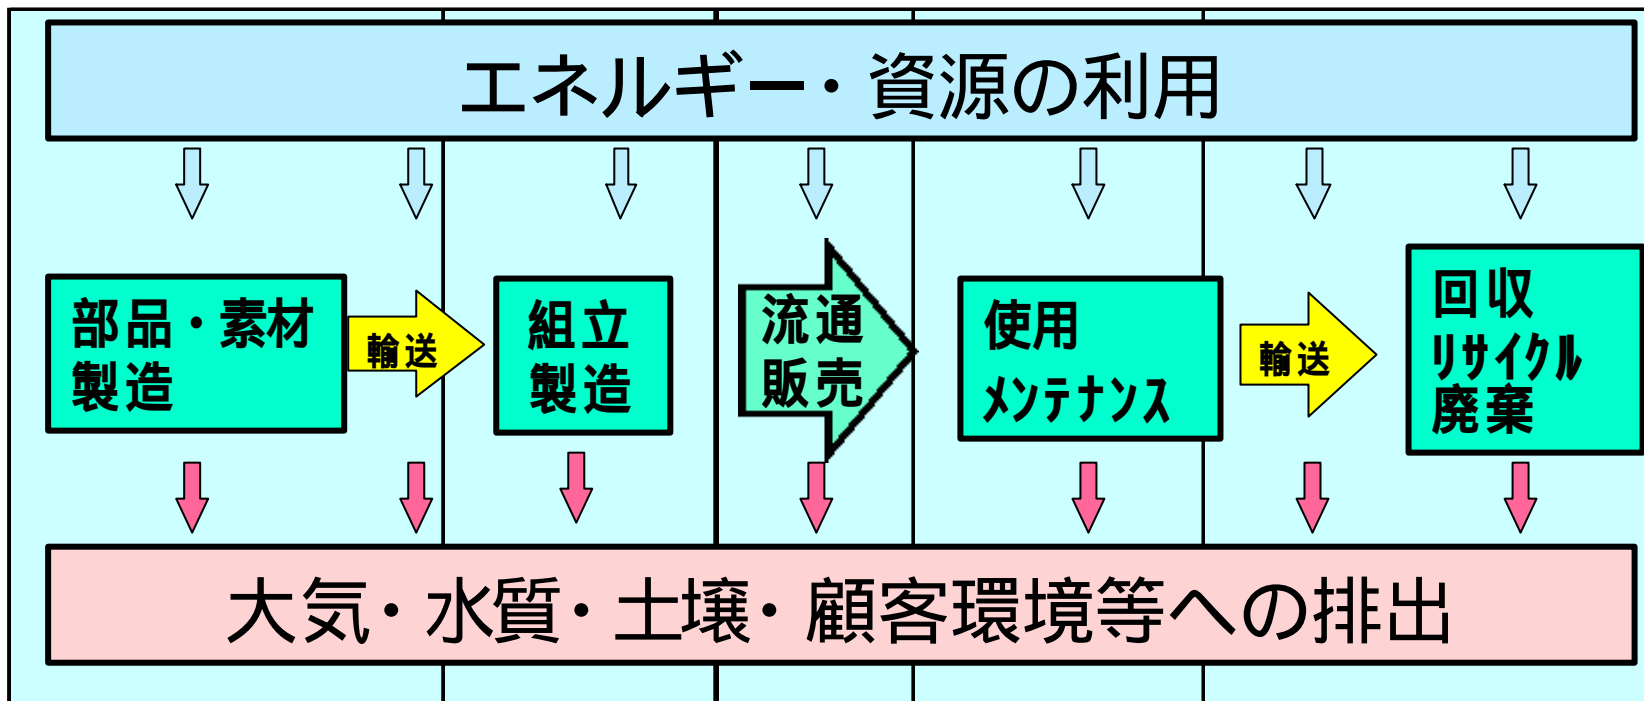 エネルギー・資源の利用
部品・素材
製造
輸送
組立
製造
流通
販売
使用
ﾒﾝﾃﾅﾝｽ
輸送
回収
ﾘｻｲｸﾙ
廃棄
大気・水質・土壌・顧客環境等への排出